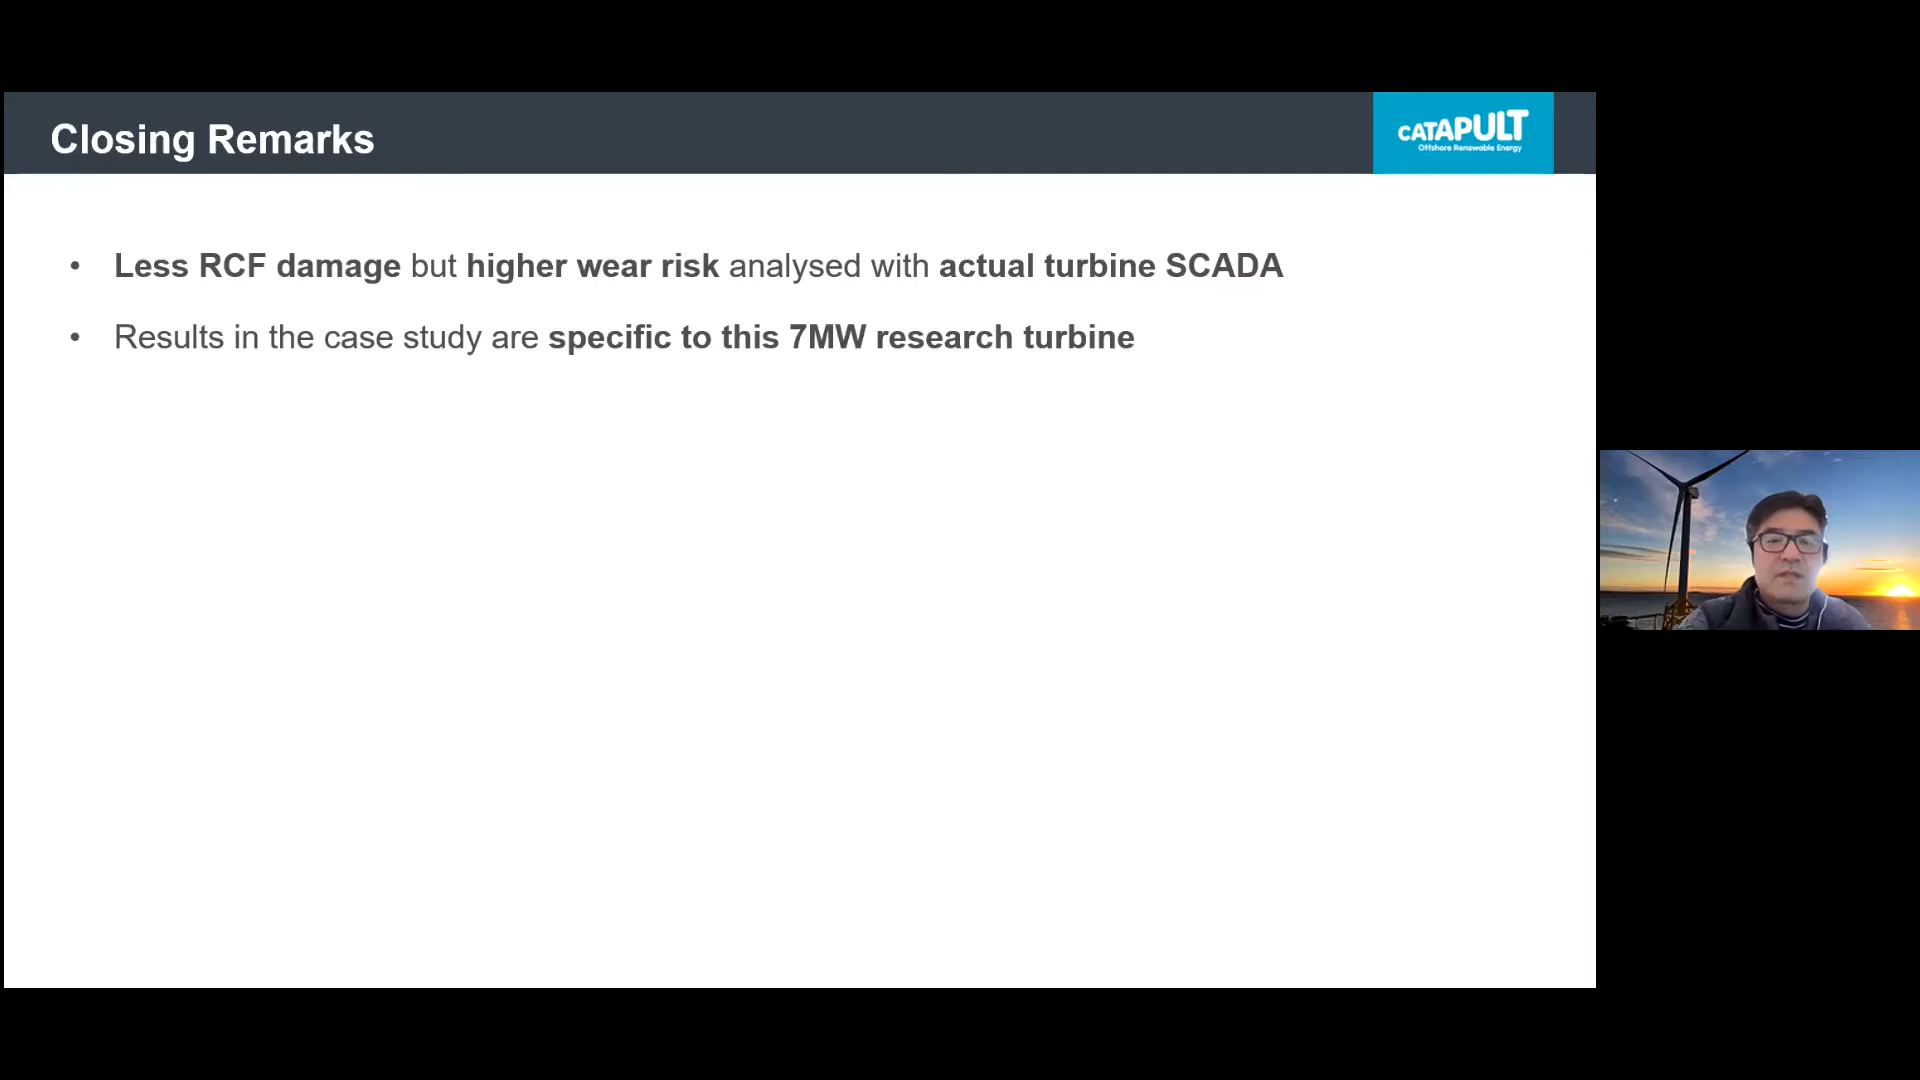 Closing Remarks
CATAPULT
Offshore Renewable Energy
• Less RCF damage but higher wear risk analysed with actual turbine SCADA
• Results in the case study are specific to this 7MW research turbine